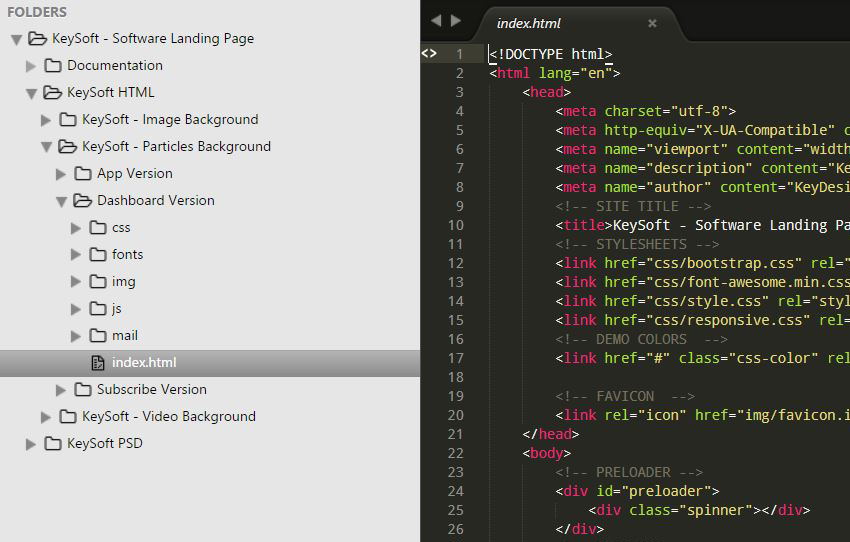 FOLDERS
KeySoft - Software Landing Page
Documentation
KeySoft HTML
KeySoft - Image Background
KeySoft - Particles Background
App Version
Dashboard Version
css
fonts
img
js
mail
index.html
Subscribe Version
KeySoft - Video Background
KeySoft PSD
index.html
<> 1 <!DOCTYPE html>
2 <html lang="en">
3 <head>
4 <meta charset="utf-8">
5 <meta http-equiv="X-UA-Compatible" c
6 <meta name="viewport" content="width
7 <meta name="description" content="Ke
8 <meta name="author" content="KeyDesi
9 <!-- SITE TITLE -->
10 <title>KeySoft - Software Landing Pa
11 <!-- STYLESHEETS -->
12 <link href="css/bootstrap.css" rel="
13 <link href="css/font-awesome.min.css
14 <link href="css/style.css" rel="styl
15 <link href="css/responsive.css" rel=
16 <!-- DEMO COLORS -->
17 <link href="#" class="css-color" rel
18
19 <!-- FAVICON -->
20 <link rel="icon" href="img/favicon.i
21 </head>
22 <body>
23 <!-- PRELOADER -->
24 <div id="preloader">
25 <div class="spinner"></div>
26 </div>